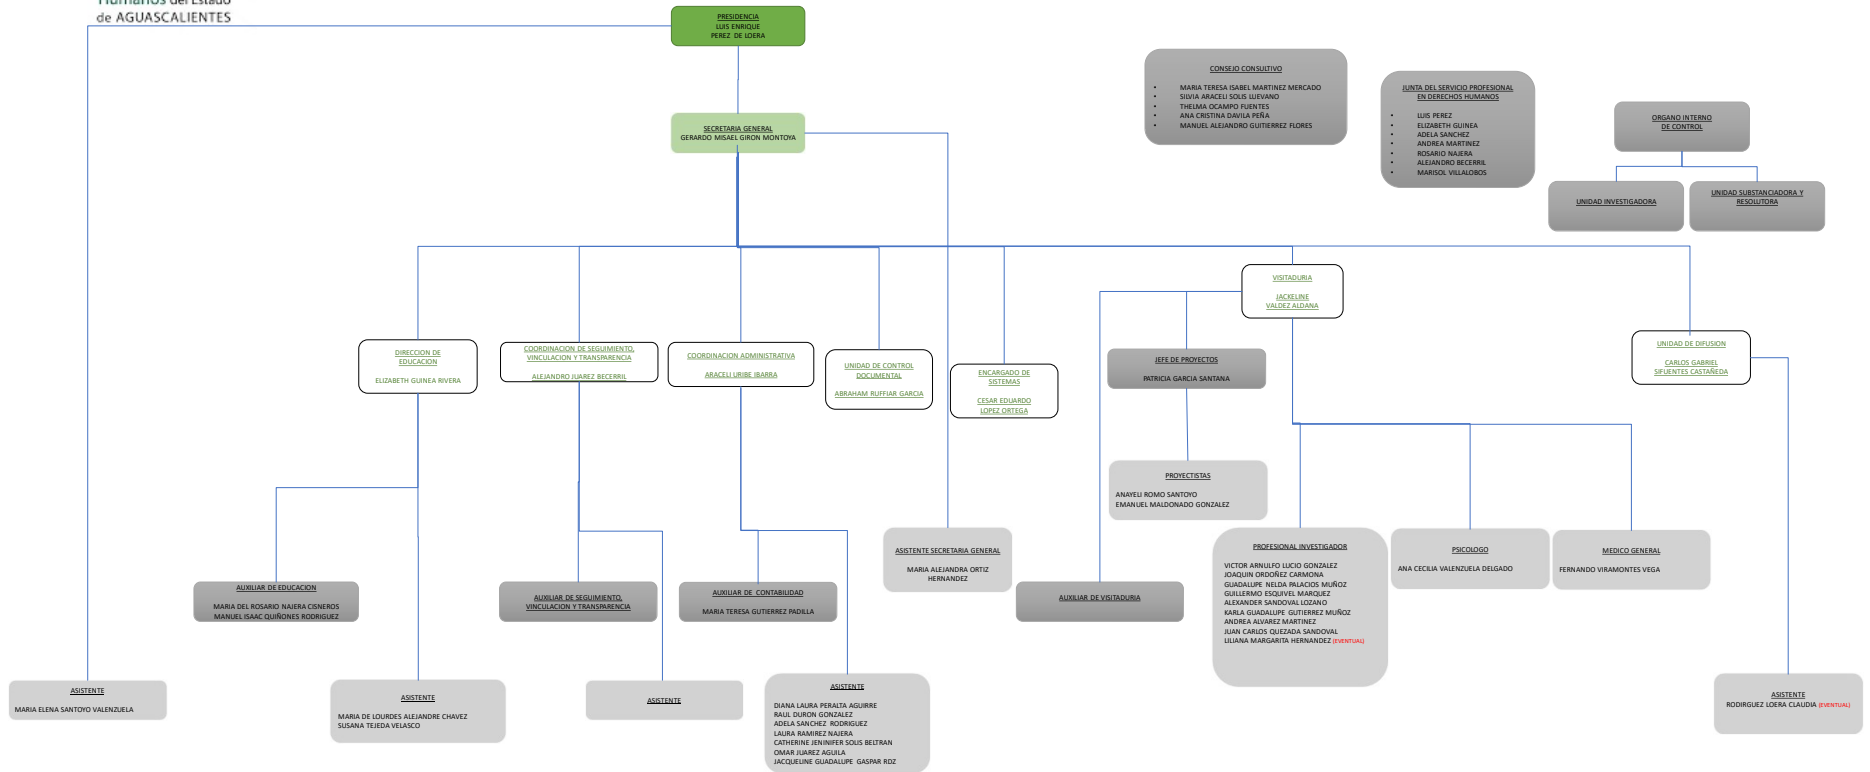 Humanos del Estado
de AGUASCALIENTES
PRESIDENCIA
LUIS ENRIQUE
PEREZ DE LOERA
CONSEJO CONSULTIVO
• MARIA TERESA ISABEL MARTINEZ MERCADO
• SILVIA ARACELI SOLIS LUEVANO
• THELMA OCAMPO FUENTES
• ANA CRISTINA DAVILA PEÑA
• MANUEL ALEJANDRO GUITIERREZ FLORES
JUNTA DEL SERVICIO PROFESIONAL
EN DERECHOS HUMANOS
• LUIS PEREZ
• ELIZABETH GUINEA
• ADELA SANCHEZ
• ANDREA MARTINEZ
• ROSARIO NAJERA
• ALEJANDRO BECERRIL
• MARISOL VILLALOBOS
ORGANO INTERNO
DE CONTROL
UNIDAD INVESTIGADORA
UNIDAD SUBSTANCIADORA Y
RESOLUTORA
SECRETARIA GENERAL
GERARDO MISAEL GIRON MONTOYA
VISITADURIA
JACKELINE
VALDEZ ALDANA
DIRECCION DE
EDUCACION
ELIZABETH GUINEA RIVERA
COORDINACION DE SEGUIMIENTO,
VINCULACION Y TRANSPARENCIA
ALEJANDRO JUAREZ BECERRIL
COORDINACION ADMINISTRATIVA
ARACELI URIBE IBARRA
UNIDAD DE CONTROL
DOCUMENTAL
ABRAHAM RUFFIAR GARCIA
ENCARGADO DE
SISTEMAS
CESAR EDUARDO
LOPEZ ORTEGA
JEFE DE PROYECTOS
PATRICIA GARCIA SANTANA
UNIDAD DE DIFUSION
CARLOS GABRIEL
SIFUENTES CASTAÑEDA
PROYECTISTAS
ANAYELI ROMO SANTOYO
EMANUEL MALDONADO GONZALEZ
ASISTENTE SECRETARIA GENERAL
MARIA ALEJANDRA ORTIZ
HERNANDEZ
PROFESIONAL INVESTIGADOR
VICTOR ARNULFO LUCIO GONZALEZ
JOAQUIN ORDOÑEZ CARMONA
GUADALUPE NELDA PALACIOS MUÑOZ
GUILLERMO ESQUIVEL MARQUEZ
ALEXANDER SANDOVAL LOZANO
KARLA GUADALUPE GUTIERREZ MUÑOZ
ANDREA ALVAREZ MARTINEZ
JUAN CARLOS QUEZADA SANDOVAL
LILIANA MARGARITA HERNANDEZ (EVENTUAL)
PSICOLOGO
ANA CECILIA VALENZUELA DELGADO
MEDICO GENERAL
FERNANDO VIRAMONTES VEGA
AUXILIAR DE EDUCACION
MARIA DEL ROSARIO NAJERA CISNEROS
MANUEL ISAAC QUIÑONES RODRIGUEZ
AUXILIAR DE SEGUIMIENTO,
VINCULACION Y TRANSPARENCIA
AUXILIAR DE CONTABILIDAD
MARIA TERESA GUTIERREZ PADILLA
AUXILIAR DE VISITADURIA
ASISTENTE
MARIA ELENA SANTOYO VALENZUELA
ASISTENTE
MARIA DE LOURDES ALEJANDRE CHAVEZ
SUSANA TEJEDA VELASCO
ASISTENTE
ASISTENTE
DIANA LAURA PERALTA AGUIRRE
RAUL DURON GONZALEZ
ADELA SANCHEZ RODRIGUEZ
LAURA RAMIREZ NAJERA
CATHERINE JENINIFER SOLIS BELTRAN
OMAR JUAREZ AGUILA
JACQUELINE GUADALUPE GASPAR RDZ
ASISTENTE
RODIRGUEZ LOERA CLAUDIA (EVENTUAL)